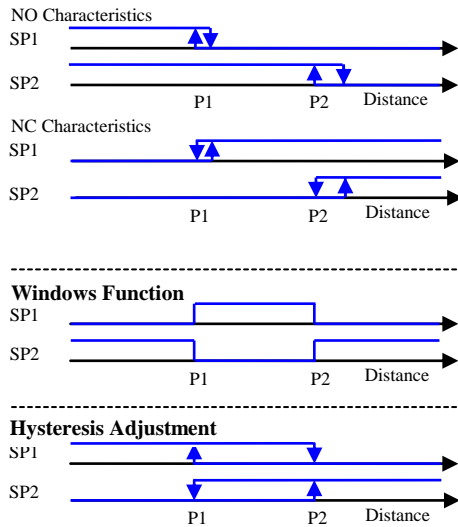 NO Characteristics
SP1
SP2
P1 P2 Distance
NC Characteristics
SP1
SP2
P1 P2 Distance
Windows Function
SP1
SP2
P1 P2 Distance
Hysteresis Adjustment
SP1
SP2
P1 P2 Distance